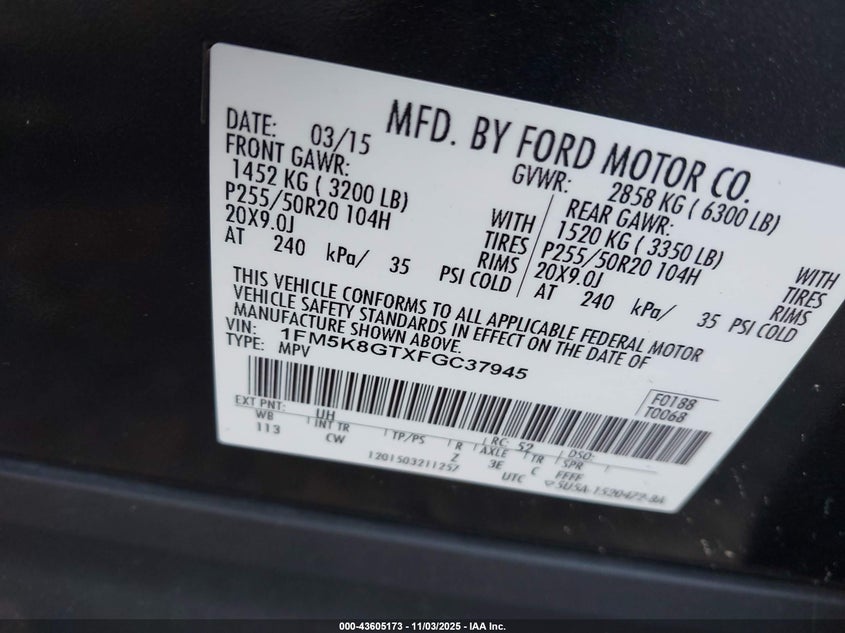 MFD. BY FORD MOTOR CO.
DATE: 03/15
GVWR: 2858 KG ( 6300 LB)
FRONT GAWR:
1452 KG ( 3200 LB)
P255/50R20 104H
20X9.0J
AT 240 kPa/ 35 PSI COLD
WITH
TIRES
RIMS
REAR GAWR:
1520 KG ( 3350 LB)
P255/50R20 104H
20X9.0J
AT 240 kPa/ 35 PSI COLD
WITH
TIRES
RIMS
THIS VEHICLE CONFORMS TO ALL APPLICABLE FEDERAL MOTOR
VEHICLE SAFETY STANDARDS IN EFFECT ON THE DATE OF
MANUFACTURE SHOWN ABOVE.
VIN: 1FM5K8GTXFGC37945
TYPE: MPV
F0188
T0068
EXT PNT: UH RC: 52 DSO:
WB INT TR TP/PS R AXLE TR SPR
113 CW Z 3E C FFFF
120150321125Z UTC
000-43605173 - 11/03/2025 - IAA Inc.